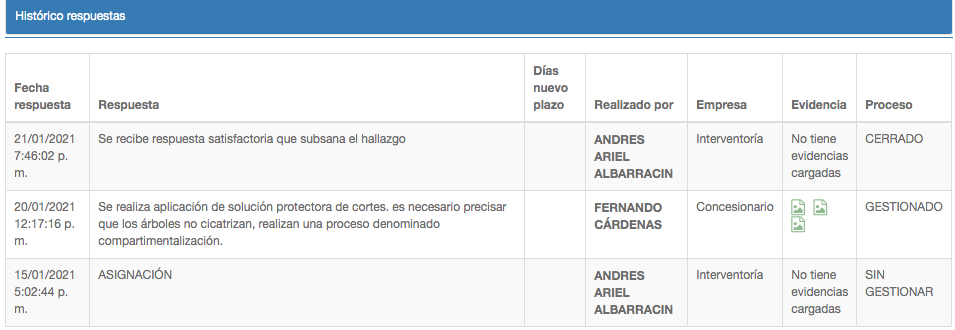 Histórico respuestas
Fecha respuesta
Respuesta
Días nuevo plazo
Realizado por
Empresa
Evidencia
Proceso
21/01/2021 7:46:02 p. m.
Se recibe respuesta satisfactoria que subsana el hallazgo
ANDRES ARIEL ALBARRACIN
Interventoría
No tiene evidencias cargadas
CERRADO
20/01/2021 12:17:16 p. m.
Se realiza aplicación de solución protectora de cortes. es necesario precisar
que los árboles no cicatrizan, realizan una proceso denominado
compartimentalización.
FERNANDO CÁRDENAS
Concesionario
GESTIONADO
15/01/2021 5:02:44 p. m.
ASIGNACIÓN
ANDRES ARIEL ALBARRACIN
Interventoría
No tiene evidencias cargadas
SIN GESTIONAR